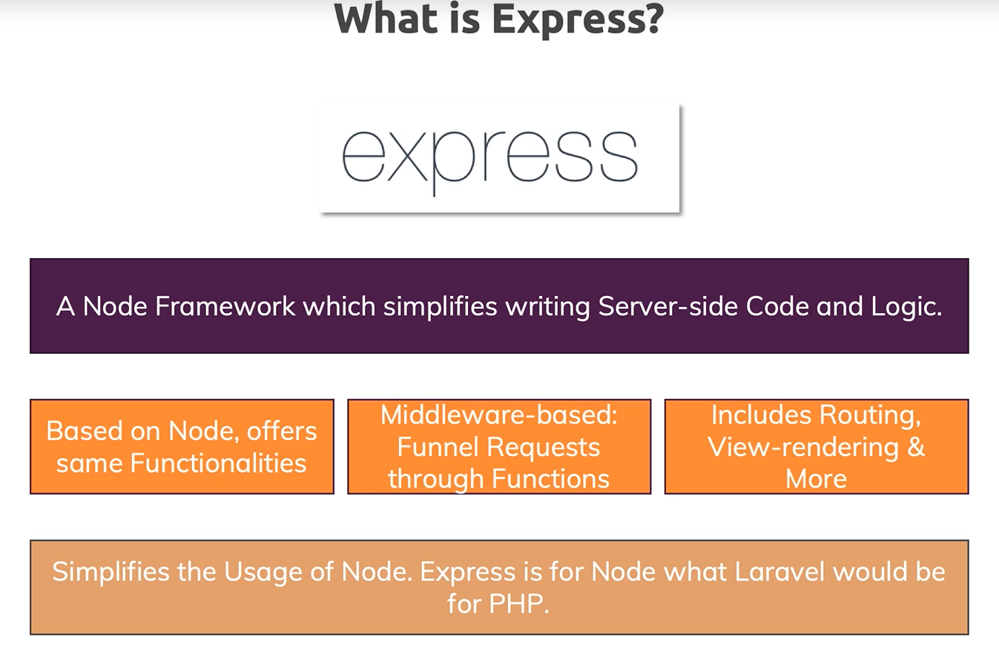 What is Express?
express
A Node Framework which simplifies writing Server-side Code and Logic.
Based on Node, offers
same Functionalities
Middleware-based:
Funnel Requests
through Functions
Includes Routing,
View-rendering &
More
Simplifies the Usage of Node. Express is for Node what Laravel would be
for PHP.